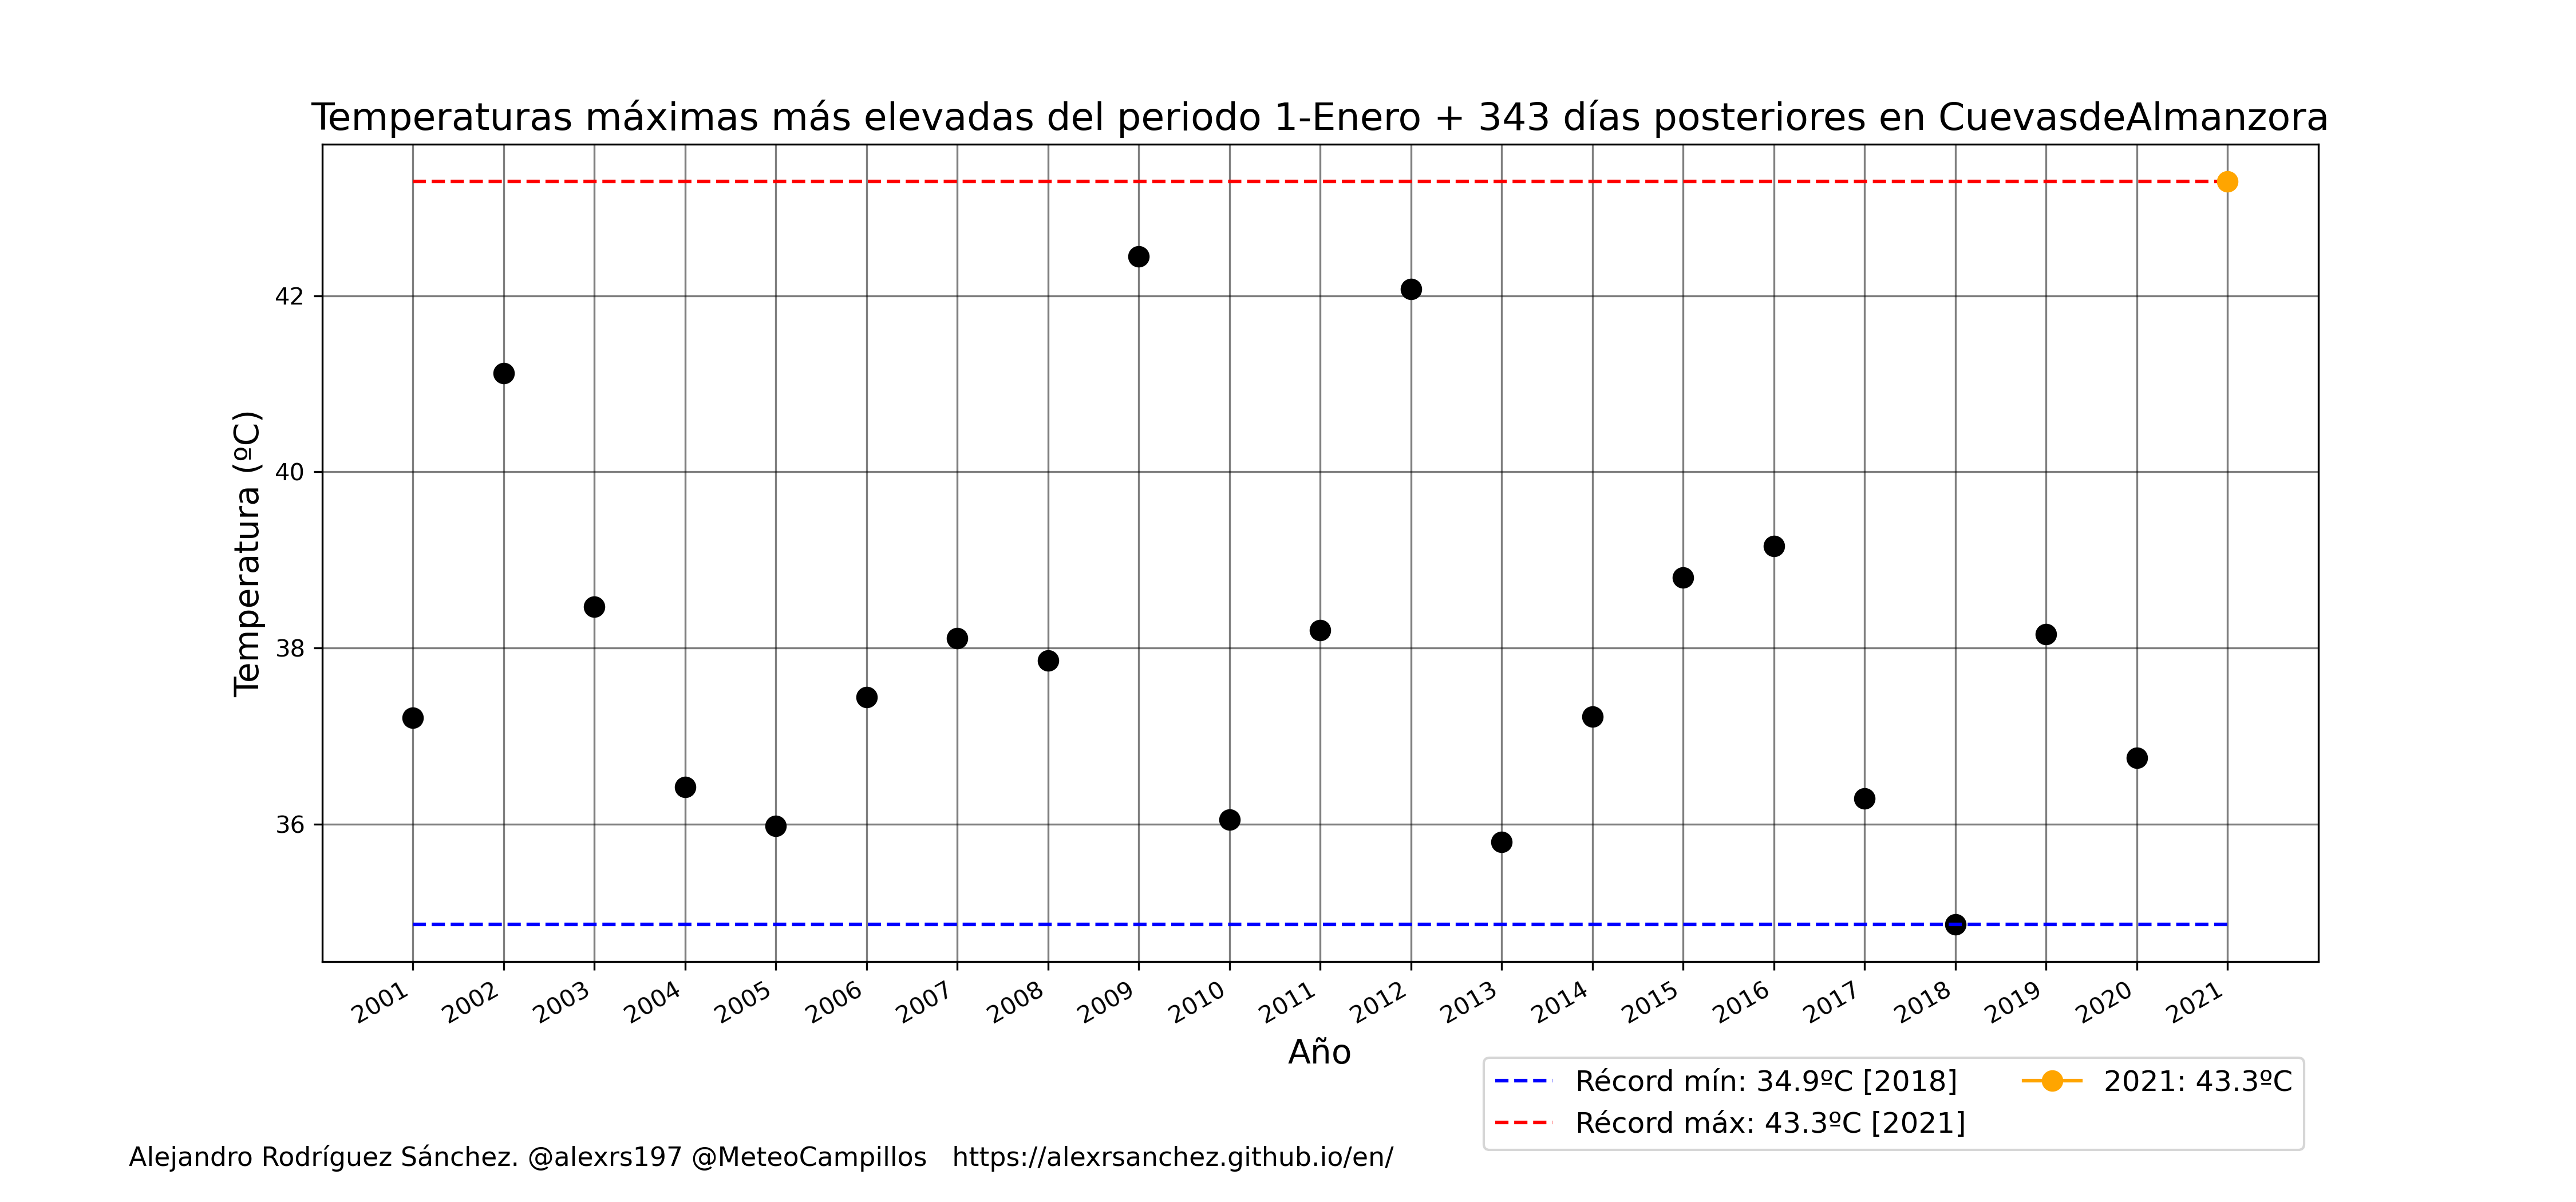 Temperaturas máximas más elevadas del periodo 1-Enero + 343 días posteriores en CuevasdeAlmanzora
Temperatura (ºC)
42
40
38
36
2001 2002 2003 2004 2005 2006 2007 2008 2009 2010 2011 2012 2013 2014 2015 2016 2017 2018 2019 2020 2021
Año
Récord mín: 34.9ºC [2018]
Récord máx: 43.3ºC [2021]
2021: 43.3ºC
Alejandro Rodríguez Sánchez. @alexrs197 @MeteoCampillos https://alexrsanchez.github.io/en/